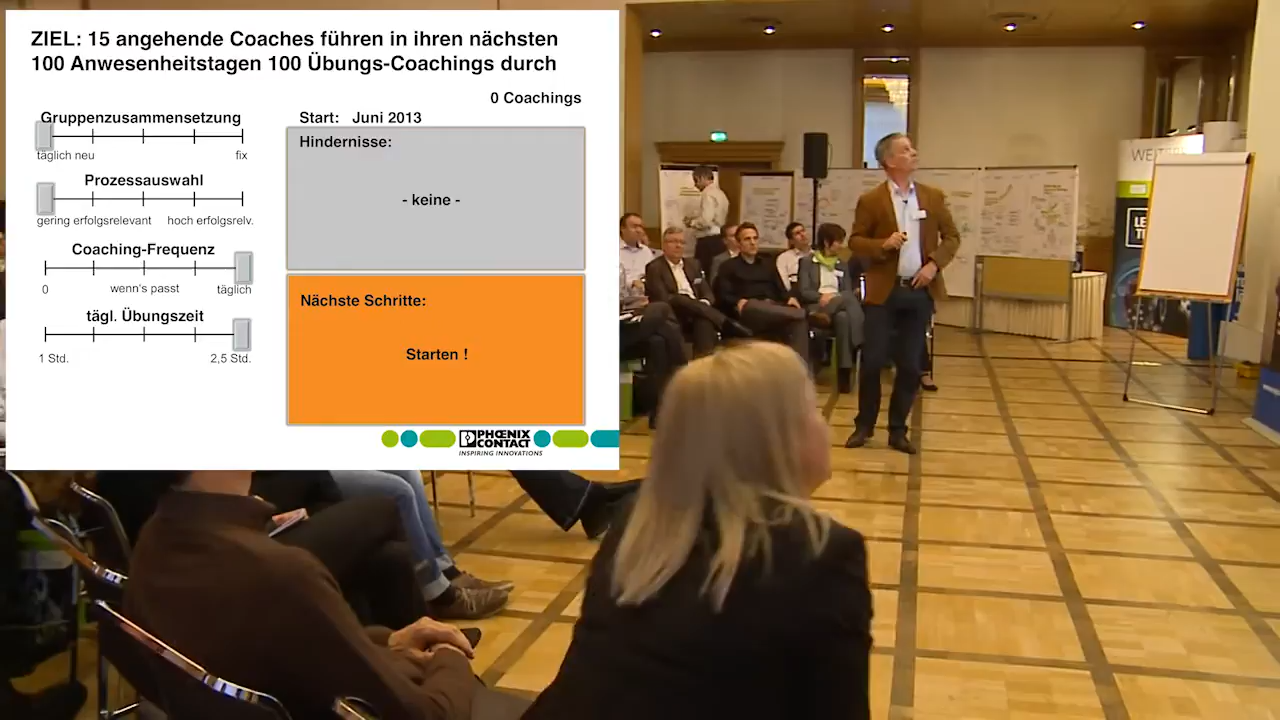 ZIEL: 15 angehende Coaches führen in ihren nächsten
100 Anwesenheitstagen 100 Übungs-Coachings durch
0 Coachings
Gruppenzusammensetzung
täglich neu
fix
Prozessauswahl
gering erfolgsrelevant
hoch erfolgsrelv.
Coaching-Frequenz
0
wenn's passt
täglich
tägl. Übungszeit
1 Std.
2,5 Std.
Start: Juni 2013
Hindernisse:
- keine -
Nächste Schritte:
Starten !
PHŒNIX
CONTACT
INSPIRING INNOVATIONS